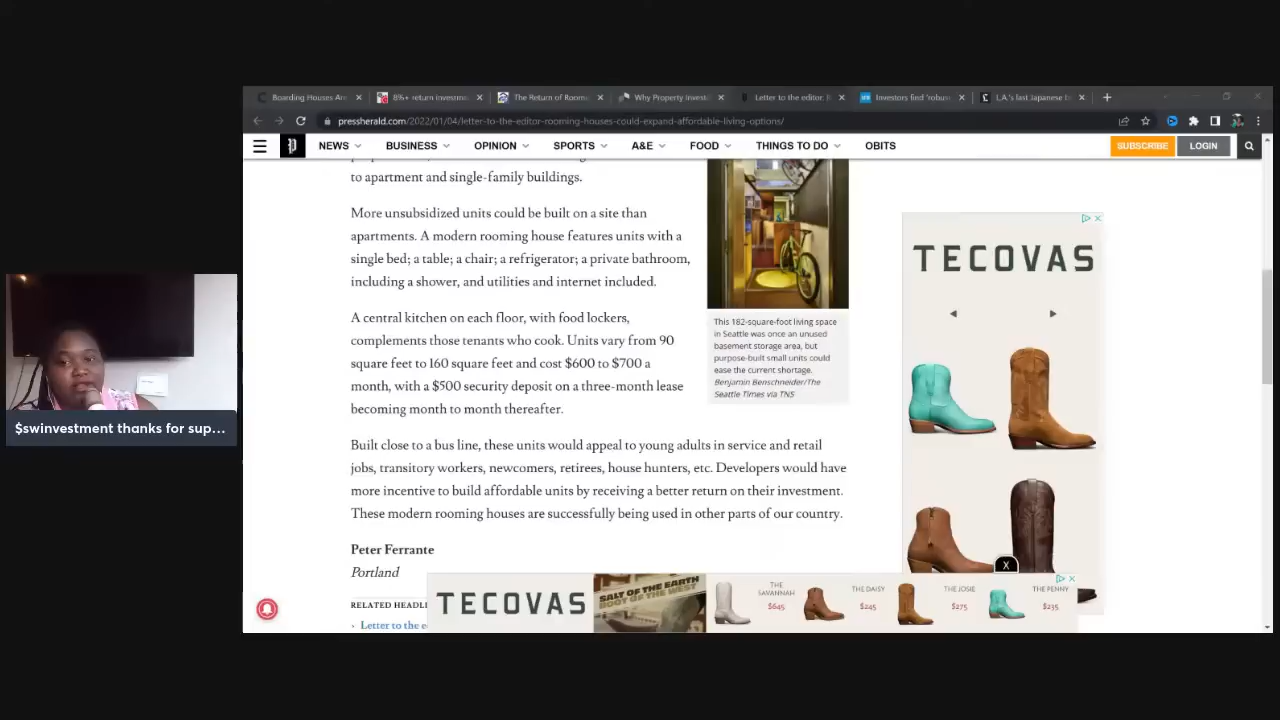 Boarding Houses Are
8%+ return investme
The Return of Room
Why Property Invest
Letter to the editor: R
Investors find 'robus
L.A.'s last Japanese b
pressherald.com/2022/01/04/letter-to-the-editor-rooming-houses-could-expand-affordable-living-options/
NEWS BUSINESS OPINION SPORTS A&E FOOD THINGS TO DO OBITS SUBSCRIBE LOGIN
to apartment and single-family buildings.
More unsubsidized units could be built on a site than
apartments. A modern rooming house features units with a
single bed; a table; a chair; a refrigerator; a private bathroom,
including a shower, and utilities and internet included.
A central kitchen on each floor, with food lockers,
complements those tenants who cook. Units vary from 90
square feet to 160 square feet and cost $600 to $700 a
month, with a $500 security deposit on a three-month lease
becoming month to month thereafter.
This 182-square-foot living space
in Seattle was once an unused
basement storage area, but
purpose-built small units could
ease the current shortage.
Benjamin Benschneider/The
Seattle Times via TNS
Built close to a bus line, these units would appeal to young adults in service and retail
jobs, transitory workers, newcomers, retirees, house hunters, etc. Developers would have
more incentive to build affordable units by receiving a better return on their investment.
These modern rooming houses are successfully being used in other parts of our country.
Peter Ferrante
Portland
RELATED HEADL
Letter to the e
TECOVAS
TECOVAS
SALT OF THE EARTH
BOOT OF THE WEST
THE
SAVANNAH
$645
THE DAISY
$245
THE JOSIE
$275
THE PENNY
$235
X
$swinvestment thanks for sup...